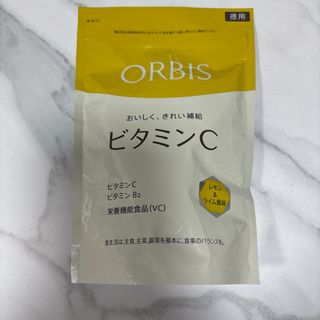 徳用
ORBIS
おいしく、きれい補給
ビタミンC
ビタミンC
ビタミンB2
栄養機能食品(VC)
レモン
&
ライム風味
食生活は、主食、主菜、副菜を基本に、食事のバランスを。